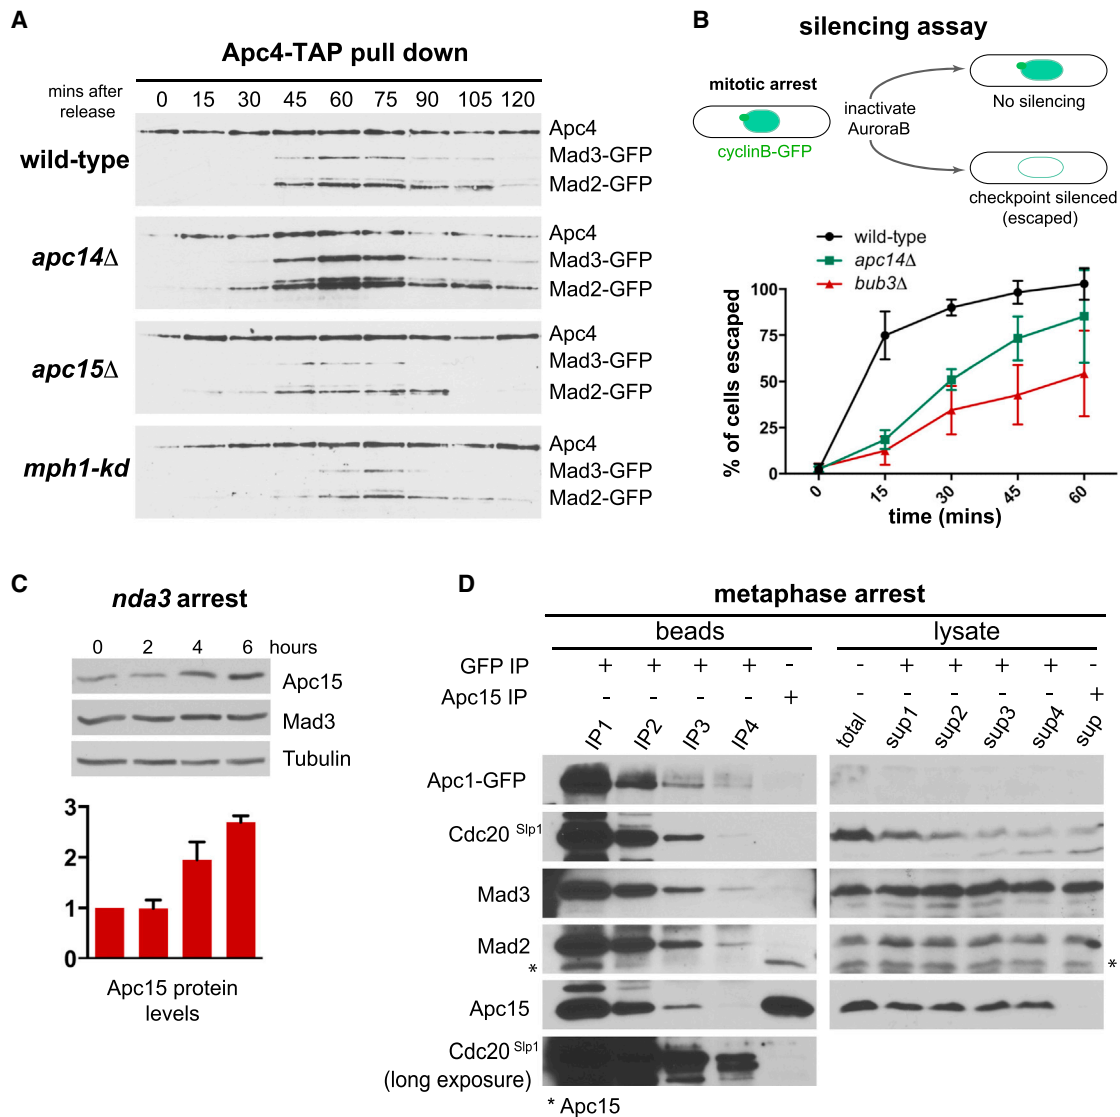 A
Apc4-TAP pull down
mins after
release
0 15 30 45 60 75 90 105 120
wild-type
Apc4
Mad3-GFP
Mad2-GFP
apc14Δ
Apc4
Mad3-GFP
Mad2-GFP
apc15Δ
Apc4
Mad3-GFP
Mad2-GFP
mph1-kd
Apc4
Mad3-GFP
Mad2-GFP
B
silencing assay
mitotic arrest
cyclinB-GFP
inactivate
AuroraB
No silencing
checkpoint silenced
(escaped)
wild-type
apc14Δ
bub3Δ
% of cells escaped
100
75
50
25
0
0 15 30 45 60
time (mins)
C
nda3 arrest
0 2 4 6 hours
Apc15
Mad3
Tubulin
3
2
1
0
Apc15 protein
levels
D
metaphase arrest
beads lysate
GFP IP + + + + - - + + + + -
Apc15 IP - - - - + - - - - - +
IP1 IP2 IP3 IP4 total sup1 sup2 sup3 sup4 sup
Apc1-GFP
Cdc20 Slp1
Mad3
Mad2
* *
Apc15
Cdc20 Slp1
(long exposure)
* Apc15